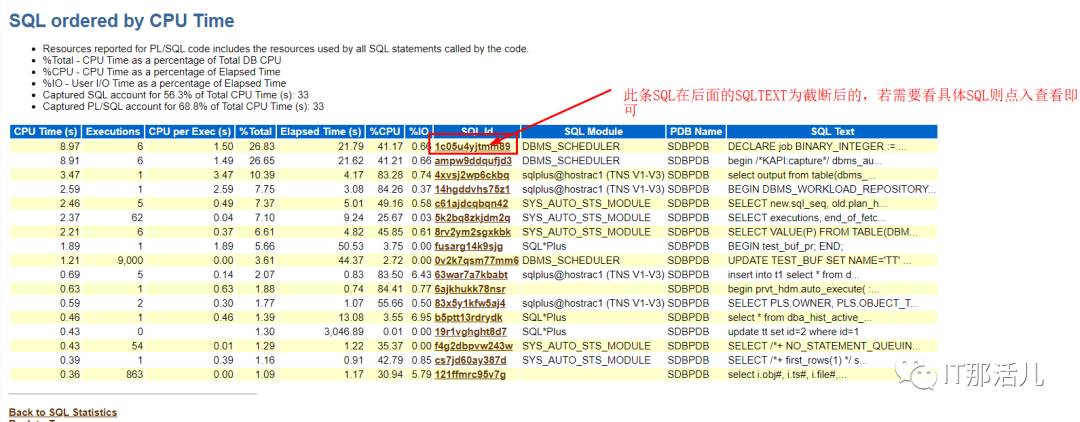 SQL ordered by CPU Time
Resources reported for PL/SQL code includes the resources used by all SQL statements called by the code.
%Total - CPU Time as a percentage of Total DB CPU
%CPU - CPU Time as a percentage of Elapsed Time
%IO - User I/O Time as a percentage of Elapsed Time
Captured SQL account for 56.3% of Total CPU Time (s): 33
Captured PL/SQL account for 68.8% of Total CPU Time (s): 33
此条SQL在后面的SQLTEXT为截断后的，若需要看具体SQL则点入查看即
可
CPU Time (s) Executions CPU per Exec (s) %Total Elapsed Time (s) %CPU %IO SQL Id SQL Module PDB Name SQL Text
8.97 6 1.50 26.83 21.79 41.17 0.66 1c05u4yjtmm89 DBMS_SCHEDULER SDBPDB DECLARE job BINARY_INTEGER := ...
8.91 6 1.49 26.65 21.62 41.21 0.66 ampw9ddqufjd3 DBMS_SCHEDULER SDBPDB begin /*KAPI:capture*/ dbms_au...
3.47 1 3.47 10.39 4.17 83.28 0.74 4xvsj2wp6ckbq sqlplus@hostrac1 (TNS V1-V3) SDBPDB select output from table(dbms_...
2.59 1 2.59 7.75 3.08 84.26 0.37 14hgddvhs75z1 sqlplus@hostrac1 (TNS V1-V3) SDBPDB BEGIN DBMS_WORKLOAD_REPOSITORY...
2.46 5 0.49 7.37 5.01 49.16 0.58 c61ajdcqbqn42 SYS_AUTO_STS_MODULE SDBPDB SELECT new.sql_seq, old.plan_h...
2.37 62 0.04 7.10 9.24 25.67 0.03 5k2bq8zkjdm2q SYS_AUTO_STS_MODULE SDBPDB SELECT executions, end_of_fetc...
2.21 6 0.37 6.61 4.82 45.85 0.61 8rv2ym2sgxkbk SYS_AUTO_STS_MODULE SDBPDB SELECT VALUE(P) FROM TABLE(DBM...
1.89 1 1.89 5.66 50.53 3.75 0.00 fusarg14k9sjg SQL*Plus SDBPDB BEGIN test_buf_pr; END;
1.21 9,000 0.00 3.61 44.37 2.72 0.00 0v2k7qsm77mm6 DBMS_SCHEDULER SDBPDB UPDATE TEST_BUF SET NAME='TT' ...
0.69 5 0.14 2.07 0.83 83.50 6.43 63war7a7kbabt sqlplus@hostrac1 (TNS V1-V3) SDBPDB insert into t1 select * from d...
0.63 1 0.63 1.88 0.74 84.41 0.77 6ajkhukk78nsr SDBPDB begin prvt_hdm.auto_execute( :...
0.59 2 0.30 1.77 1.07 55.66 0.50 83x5y1kfw5aj4 sqlplus@hostrac1 (TNS V1-V3) SDBPDB SELECT PLS.OWNER, PLS.OBJECT_T...
0.46 1 0.46 1.39 13.08 3.55 6.95 b5ptt13rdrydk SQL*Plus SDBPDB select * from dba_hist_active_...
0.43 0 1.30 3,046.89 0.01 0.00 19r1vghght8d7 SQL*Plus SDBPDB update tt set id=2 where id=1
0.43 54 0.01 1.29 1.22 35.37 0.00 f4g2dbpvw243w SYS_AUTO_STS_MODULE SDBPDB SELECT /*+ NO_STATEMENT_QUEUIN...
0.39 1 0.39 1.16 0.91 42.79 0.85 cs7jd60ay387d SYS_AUTO_STS_MODULE SDBPDB SELECT /*+ first_rows(1) */ s...
0.36 863 0.00 1.09 1.17 30.94 5.79 121ffmrc95v7g SDBPDB select i.obj#, i.ts#, i.file#,...
IT那活儿
Back to SQL Statistics